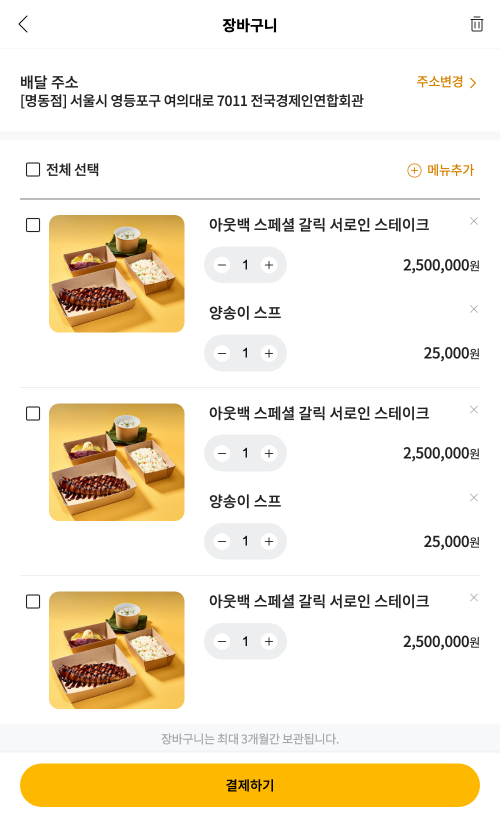 장바구니
배달 주소
주소변경
[명동점] 서울시 영등포구 여의대로 7011 전국경제인연합회관
전체 선택
메뉴추가
아웃백 스페셜 갈릭 서로인 스테이크
1
2,500,000원
양송이 스프
1
25,000원
아웃백 스페셜 갈릭 서로인 스테이크
1
2,500,000원
양송이 스프
1
25,000원
아웃백 스페셜 갈릭 서로인 스테이크
1
2,500,000원
장바구니는 최대 3개월간 보관됩니다.
결제하기